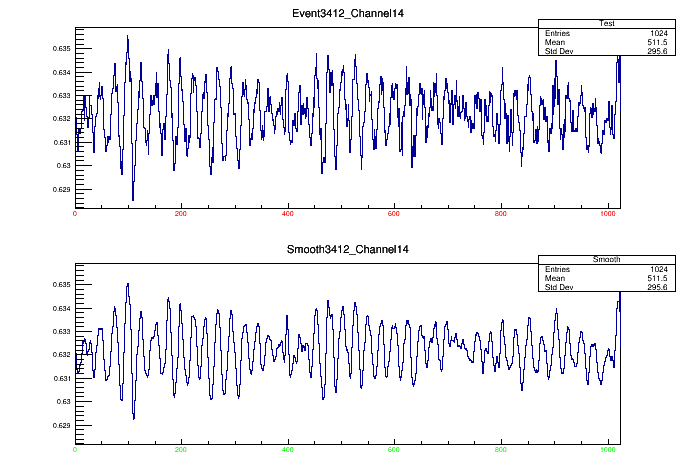 Event3412_Channel14
Test
Entries 1024
Mean 511.5
Std Dev 295.6
0.635
0.634
0.633
0.632
0.631
0.63
0.629
0 200 400 600 800 1000
Smooth3412_Channel14
Smooth
Entries 1024
Mean 511.5
Std Dev 295.6
0.635
0.634
0.633
0.632
0.631
0.63
0.629
0 200 400 600 800 1000